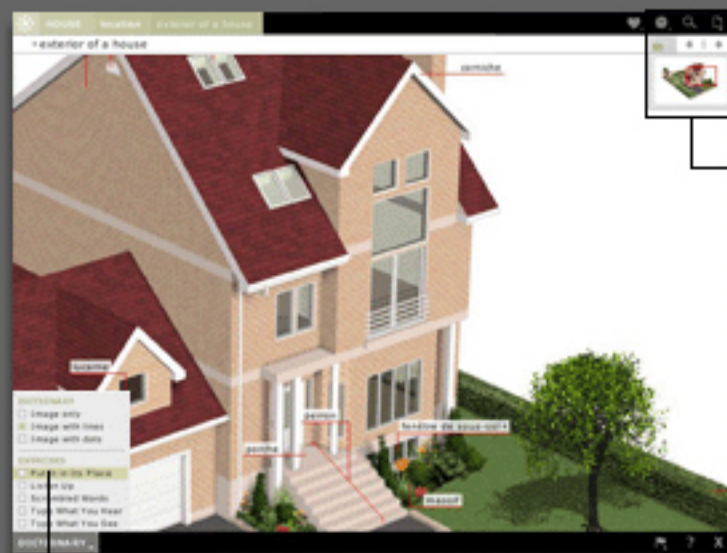 HOUSE location exterior of a house
exterior of a house
corniche
lucarne
perron
fenêtre de sous-sol
porche
massif
DICTIONARY
Image only
Image with lines
Image with dots
EXERCISES
Put It in Its Place
Listen Up
Scrambled Words
Type What You Hear
Type What You See
DICTIONARY
?
X